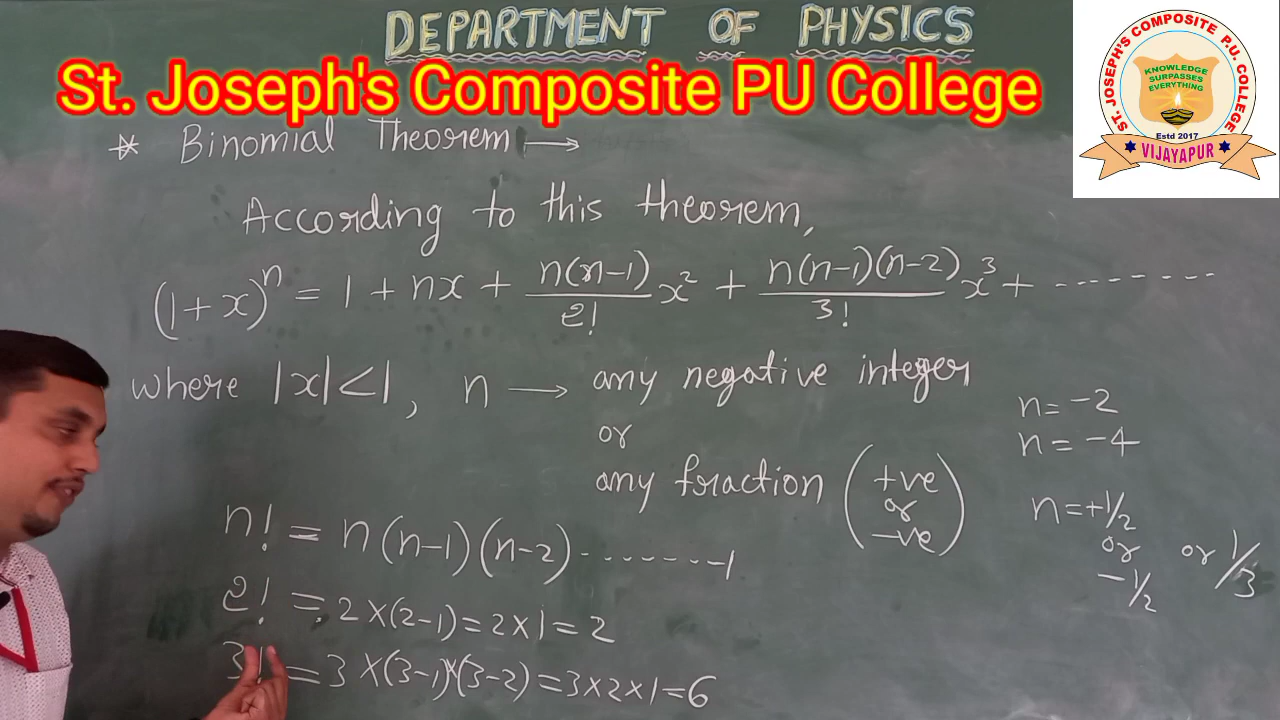 DEPARTMENT OF PHYSICS
St. Joseph's Composite PU College
ST. JOSEPH'S COMPOSITE P.U. COLLEGE
KNOWLEDGE
SURPASSES
EVERYTHING
Estd 2017
VIJAYAPUR
* Binomial Theorem →
According to this theorem,
(1+x)^n = 1 + nx + n(n-1)/2! x² + n(n-1)(n-2)/3! x³ + --------
where |x|<1, n → any negative integer
or
any fraction (+ve or -ve)
n = -2
n = -4
n = +1/2
or
-1/2
or 1/3
n! = n(n-1)(n-2)-------1
2! = 2×(2-1) = 2×1 = 2
3! = 3×(3-1)×(3-2) = 3×2×1 = 6